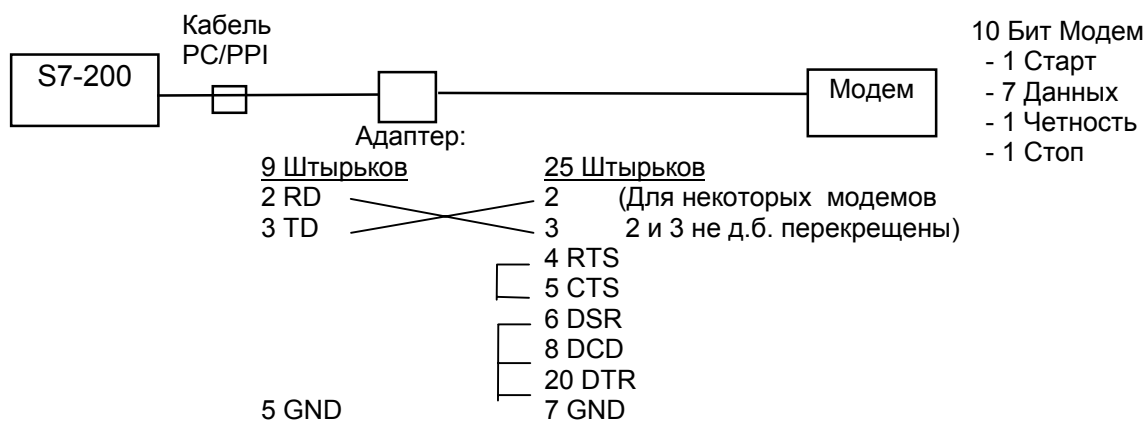 Кабель
PC/PPI
S7-200
Адаптер:
Модем
10 Бит Модем
- 1 Старт
- 7 Данных
- 1 Четность
- 1 Стоп
9 Штырьков 25 Штырьков
2 RD 2 (Для некоторых модемов
3 TD 3 2 и 3 не д.б. перекрещены)
4 RTS
5 CTS
6 DSR
8 DCD
20 DTR
5 GND 7 GND